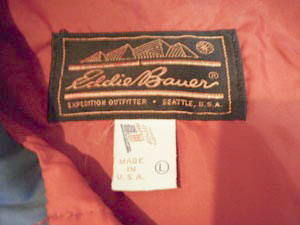 Eddie Bauer®
EXPEDITION OUTFITTER • SEATTLE, U.S.A.
MADE
IN
U.S.A.
L